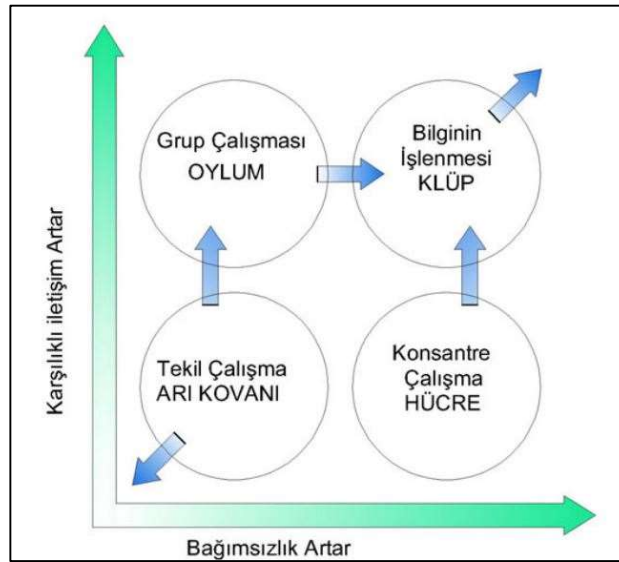 Karşılıklı iletişim Artar
Grup Çalışması
OYLUM
Bilginin
İşlenmesi
KLÜP
Tekil Çalışma
ARI KOVANI
Konsantre
Çalışma
HÜCRE
Bağımsızlık Artar